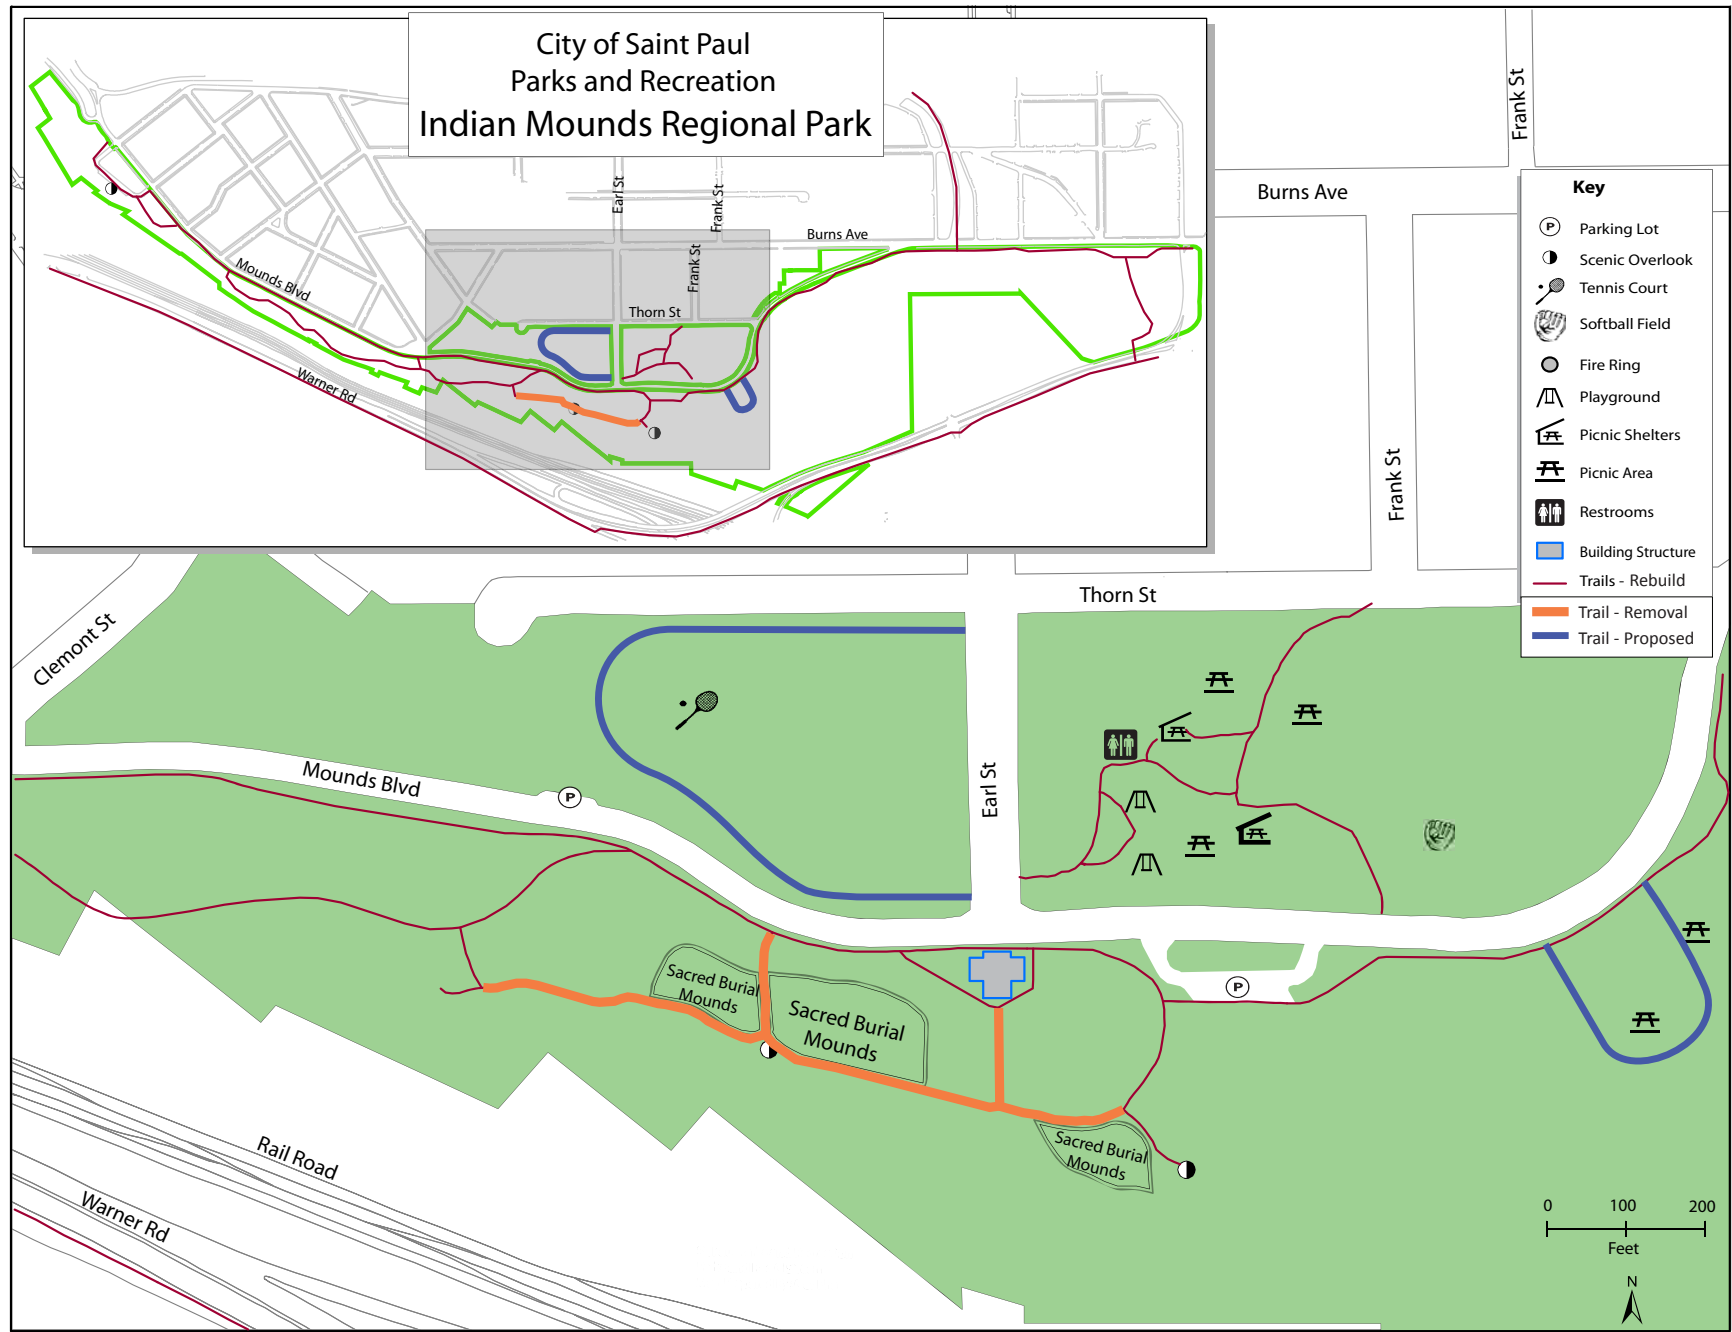 City of Saint Paul
Parks and Recreation
Indian Mounds Regional Park
Earl St
Frank St
Burns Ave
Frank St
Mounds Blvd
Thorn St
Warner Rd
Frank St
Burns Ave
Frank St
Key
P Parking Lot
Scenic Overlook
Tennis Court
Softball Field
Fire Ring
Playground
Picnic Shelters
Picnic Area
Restrooms
Building Structure
Trails - Rebuild
Trail - Removal
Trail - Proposed
Thorn St
Clemont St
Mounds Blvd
P
Earl St
P
Sacred Burial
Mounds
Sacred Burial
Mounds
Sacred Burial
Mounds
Rail Road
Warner Rd
0 100 200
Feet
N